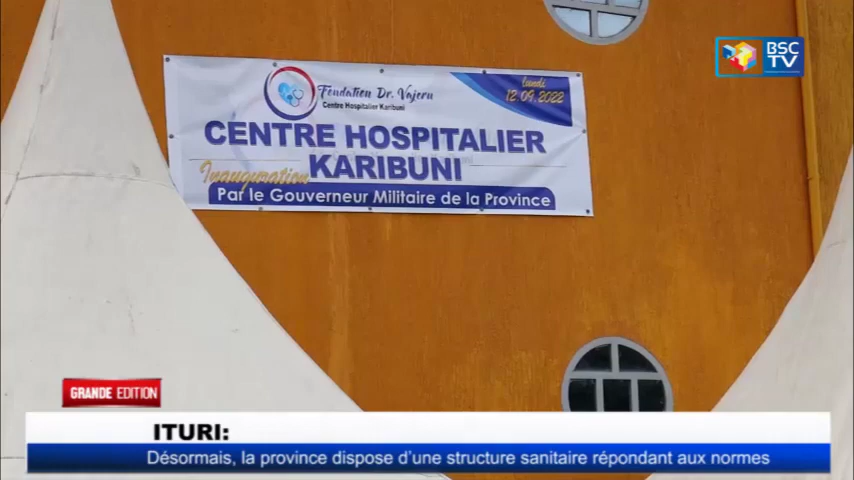 BSC
TV
Fondation Dr. Vajeru
Centre Hospitalier Karibuni
lundi
12.09.2022
CENTRE HOSPITALIER
KARIBUNI
Inauguration
Par le Gouverneur Militaire de la Province
GRANDE EDITION
ITURI:
Désormais, la province dispose d'une structure sanitaire répondant aux normes